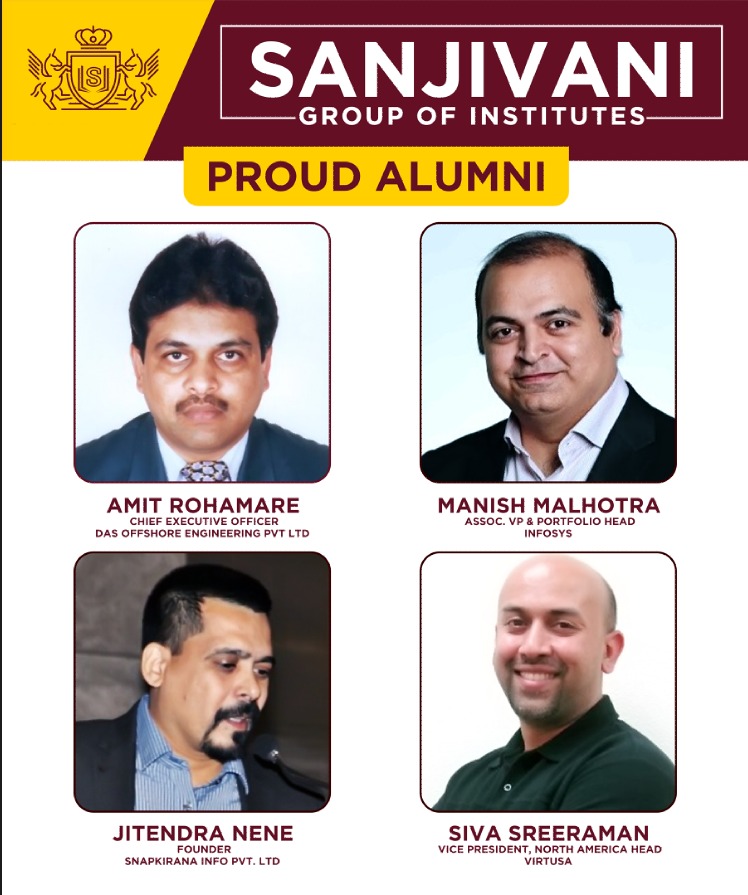 S
SANJIVANI
GROUP OF INSTITUTES
PROUD ALUMNI
AMIT ROHAMARE
CHIEF EXECUTIVE OFFICER
DAS OFFSHORE ENGINEERING PVT LTD
MANISH MALHOTRA
ASSOC. VP & PORTFOLIO HEAD
INFOSYS
JITENDRA NENE
FOUNDER
SNAPKIRANA INFO PVT. LTD
SIVA SREERAMAN
VICE PRESIDENT, NORTH AMERICA HEAD
VIRTUSA